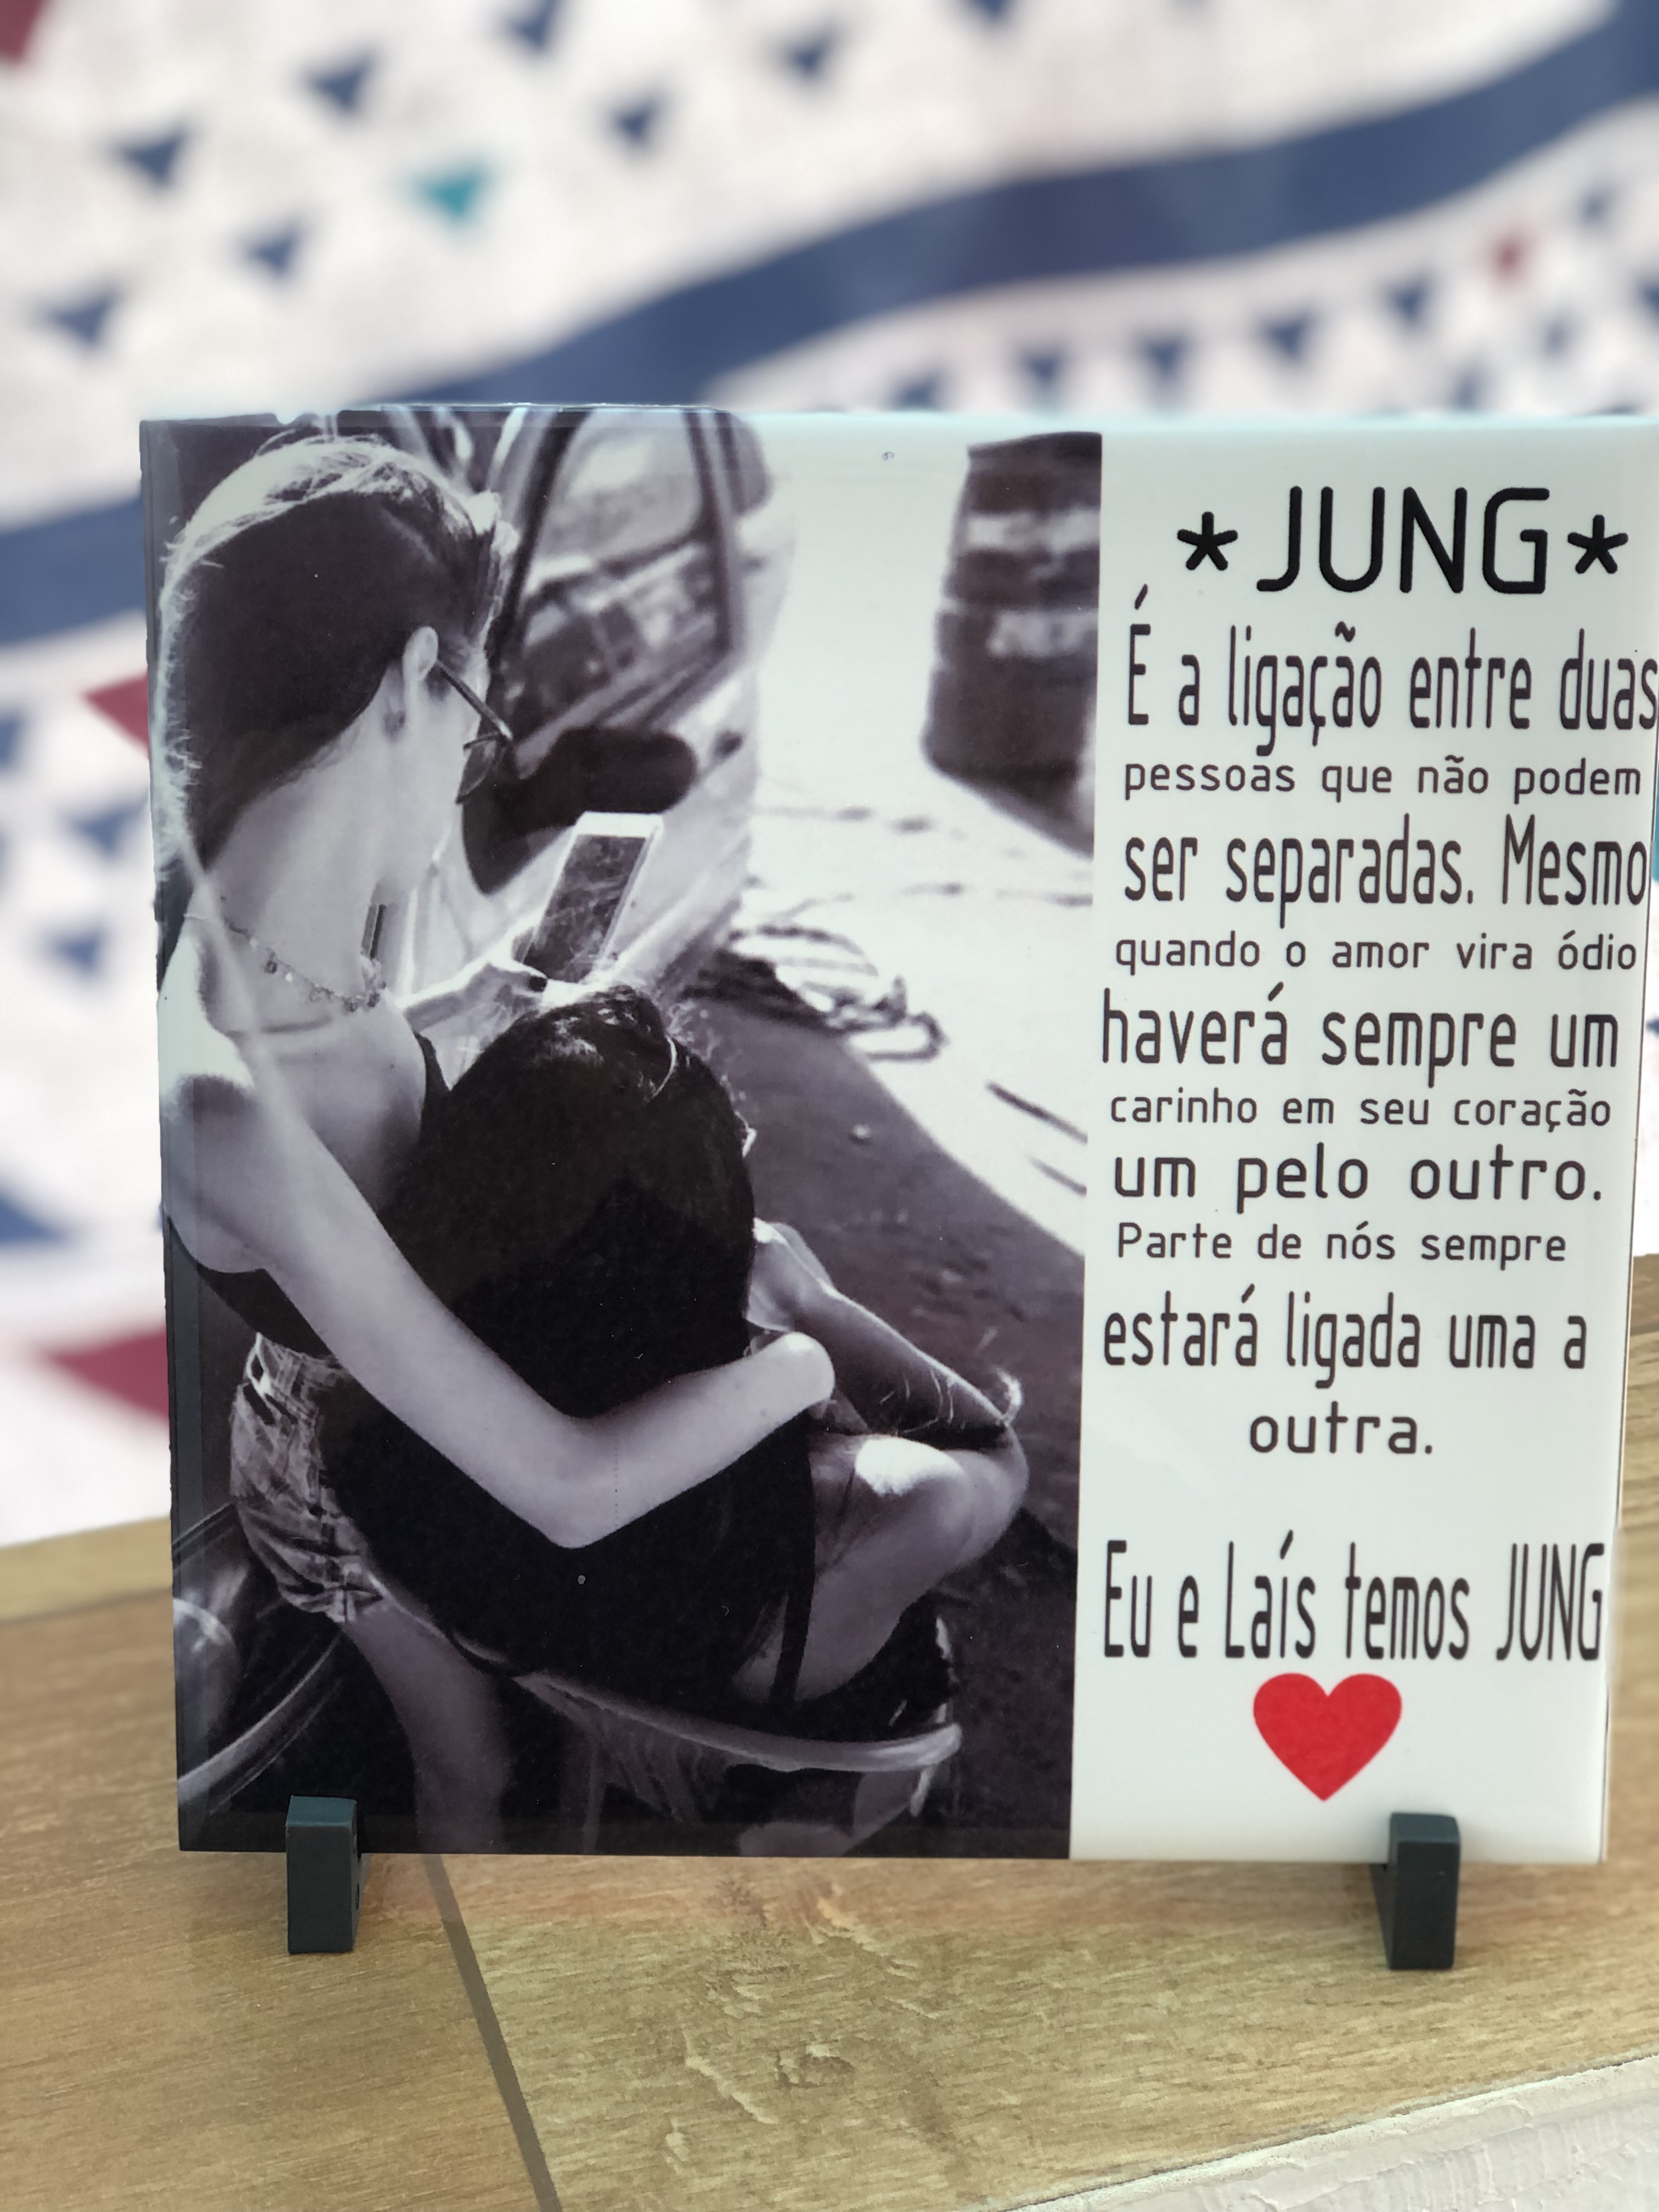 *JUNG*
É a ligação entre duas
pessoas que não podem
ser separadas. Mesmo
quando o amor vira ódio
haverá sempre um
carinho em seu coração
um pelo outro.
Parte de nós sempre
estará ligada uma a
outra.
Eu e Laís temos JUNG